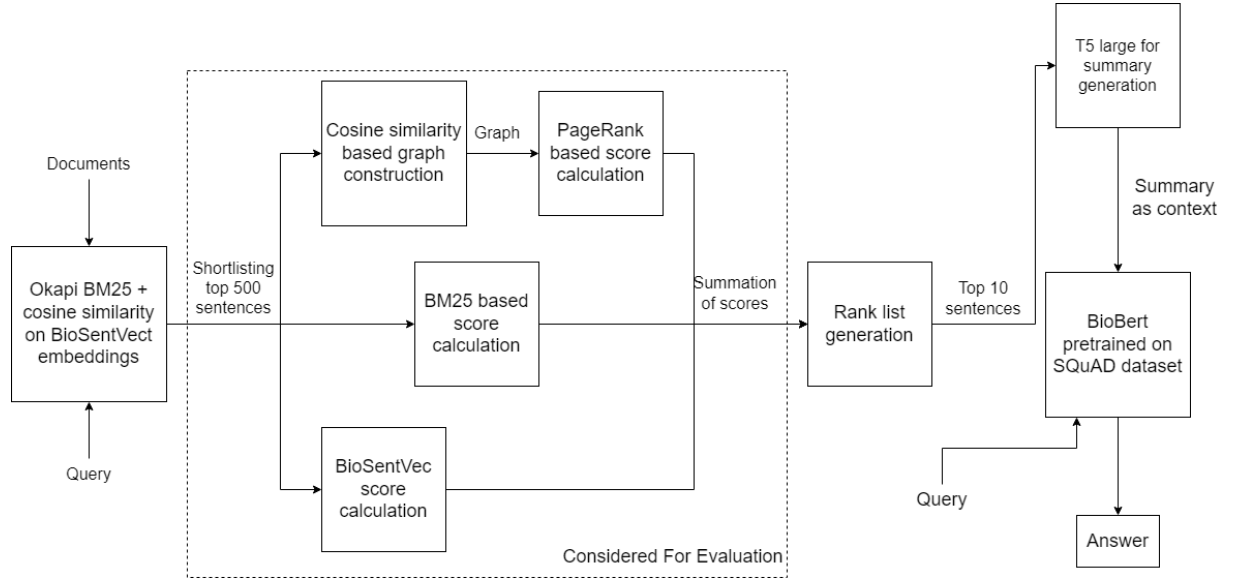 Documents
Okapi BM25 +
cosine similarity
on BioSentVect
embeddings
Query
Shortlisting
top 500
sentences
Cosine similarity
based graph
construction
Graph
PageRank
based score
calculation
BM25 based
score
calculation
BioSentVec
score
calculation
Considered For Evaluation
Summation
of scores
Rank list
generation
Top 10
sentences
T5 large for
summary
generation
Summary
as context
BioBert
pretrained on
SQuAD dataset
Query
Answer